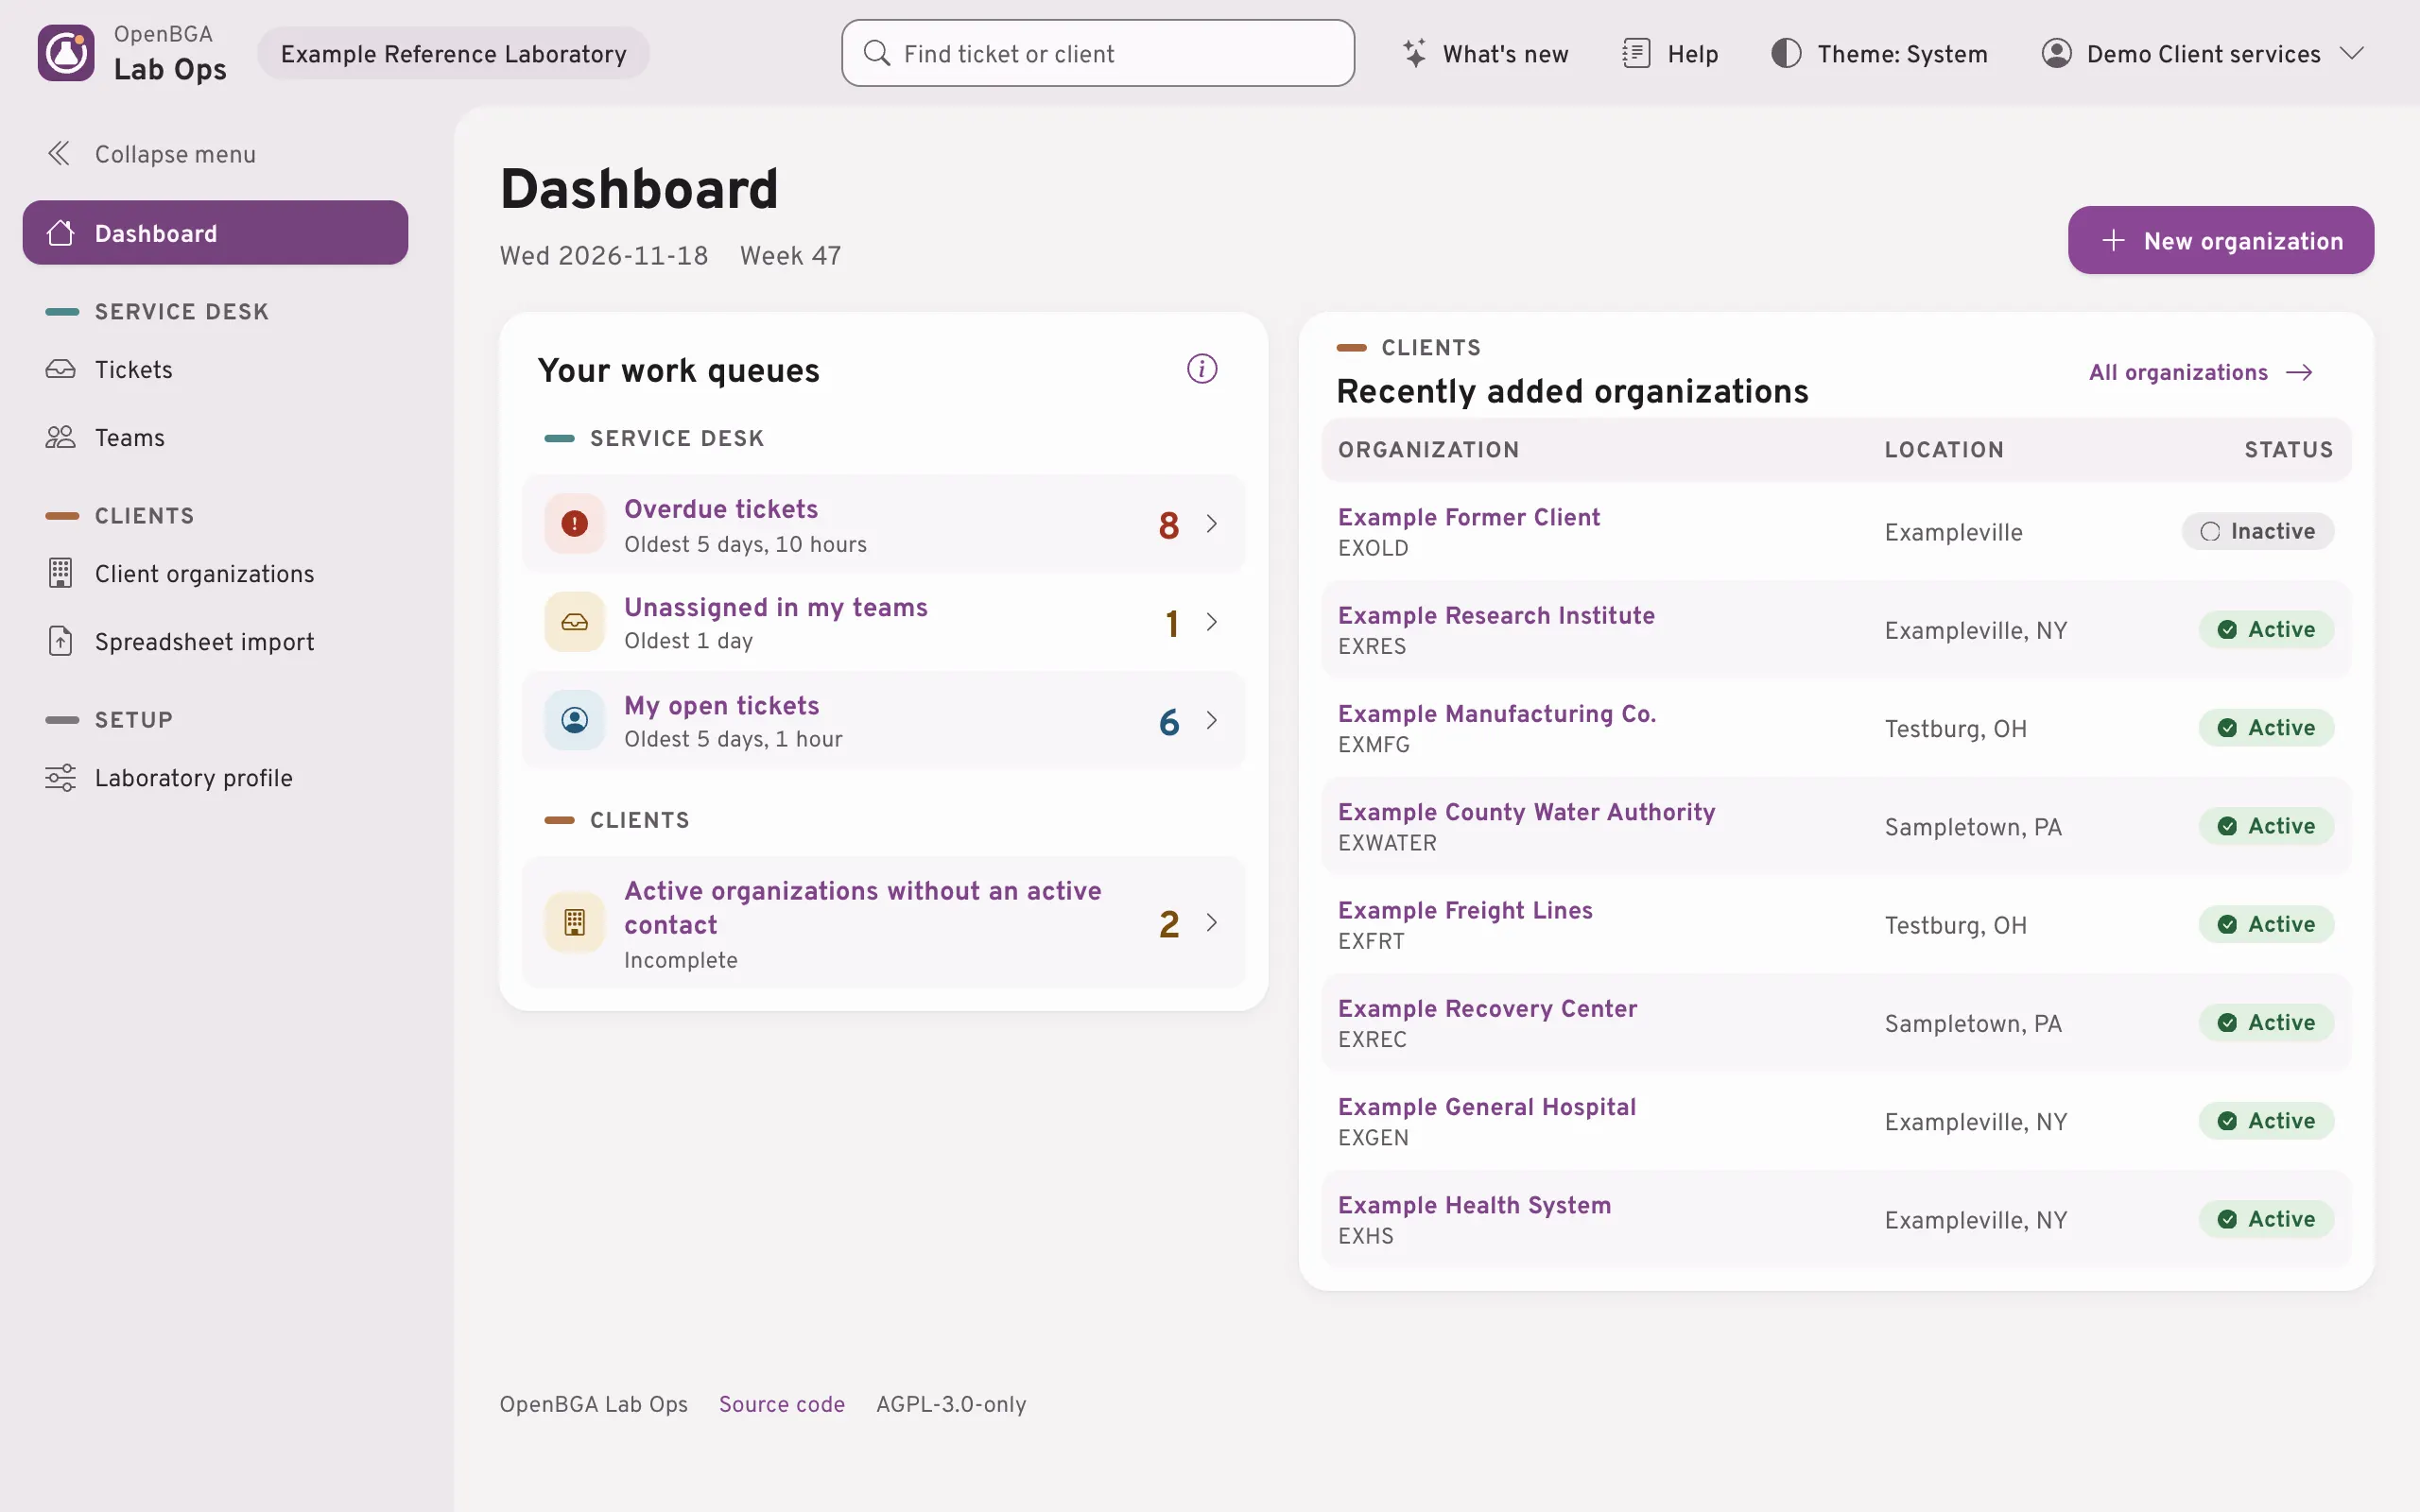 OpenBGA
Lab Ops
Example Reference Laboratory
Find ticket or client
What's new
Help
Theme: System
Demo Client services
Collapse menu
Dashboard
SERVICE DESK
Tickets
Teams
CLIENTS
Client organizations
Spreadsheet import
SETUP
Laboratory profile
Dashboard
Wed 2026-11-18 Week 47
New organization
Your work queues
SERVICE DESK
Overdue tickets
Oldest 5 days, 10 hours
8
Unassigned in my teams
Oldest 1 day
1
My open tickets
Oldest 5 days, 1 hour
6
CLIENTS
Active organizations without an active
contact
Incomplete
2
CLIENTS
Recently added organizations
All organizations
ORGANIZATION LOCATION STATUS
Example Former Client
EXOLD
Exampleville
Inactive
Example Research Institute
EXRES
Exampleville, NY
Active
Example Manufacturing Co.
EXMFG
Testburg, OH
Active
Example County Water Authority
EXWATER
Sampletown, PA
Active
Example Freight Lines
EXFRT
Testburg, OH
Active
Example Recovery Center
EXREC
Sampletown, PA
Active
Example General Hospital
EXGEN
Exampleville, NY
Active
Example Health System
EXHS
Exampleville, NY
Active
OpenBGA Lab Ops Source code AGPL-3.0-only